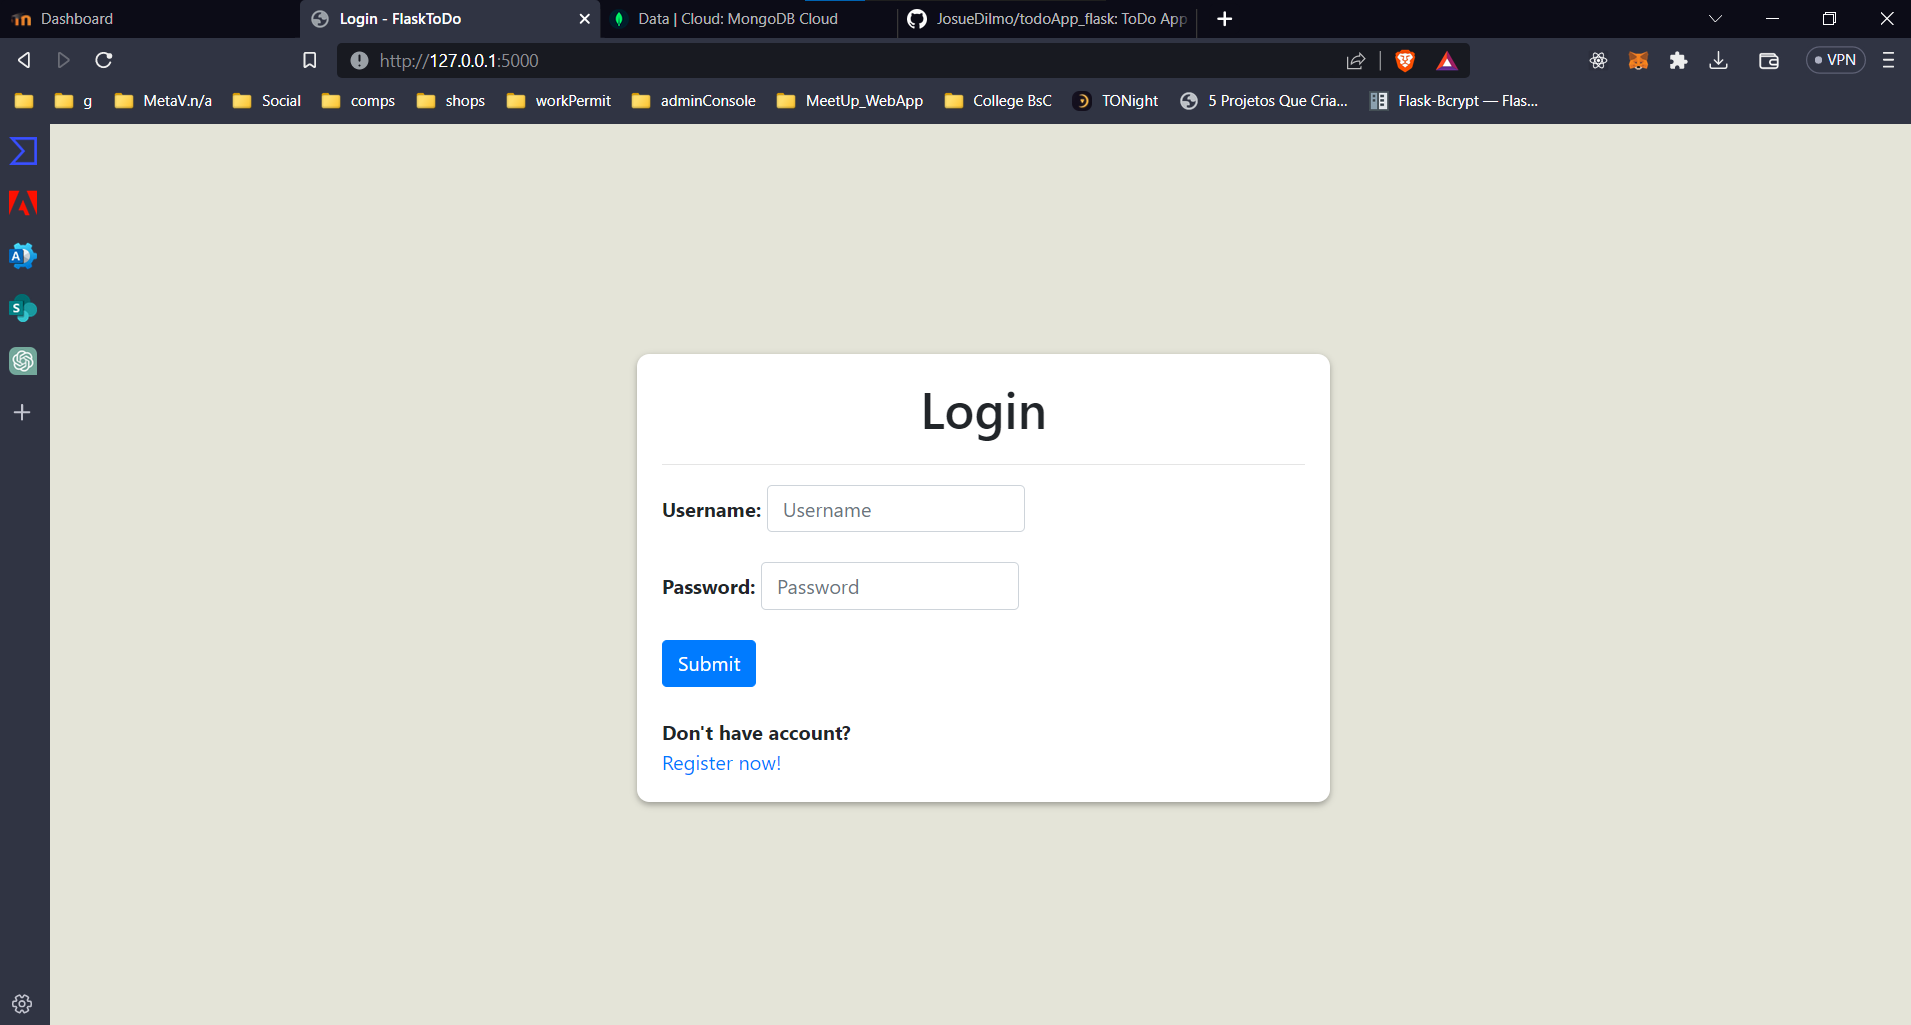 Dashboard
Login - FlaskToDo
Data | Cloud: MongoDB Cloud
JosueDilmo/todoApp_flask: ToDo App
http://127.0.0.1:5000
VPN
g
MetaV.n/a
Social
comps
shops
workPermit
adminConsole
MeetUp_WebApp
College BsC
TONight
5 Projetos Que Cria...
Flask-Bcrypt — Flas...
A
S
Login
Username: Username
Password: Password
Submit
Don't have account?
Register now!